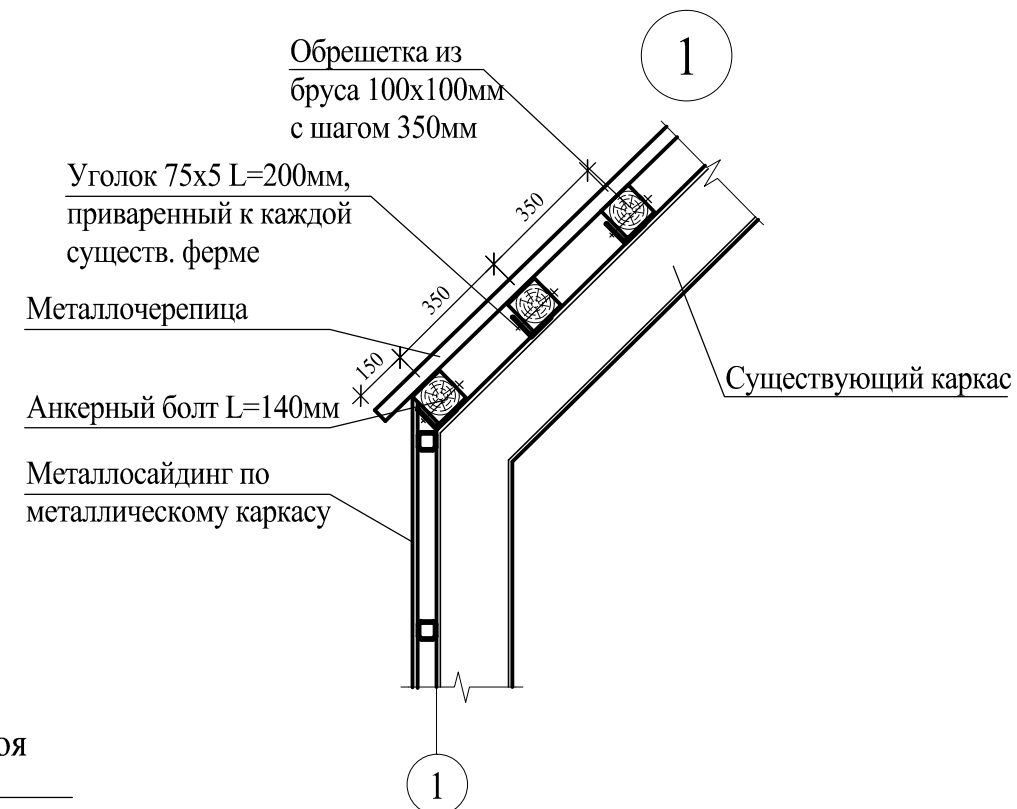 1
Обрешетка из
бруса 100х100мм
с шагом 350мм
Уголок 75х5 L=200мм,
приваренный к каждой
существ. ферме
350
350
150
Металлочерепица
Существующий каркас
Анкерный болт L=140мм
Металлосайдинг по
металлическому каркасу
оя
1